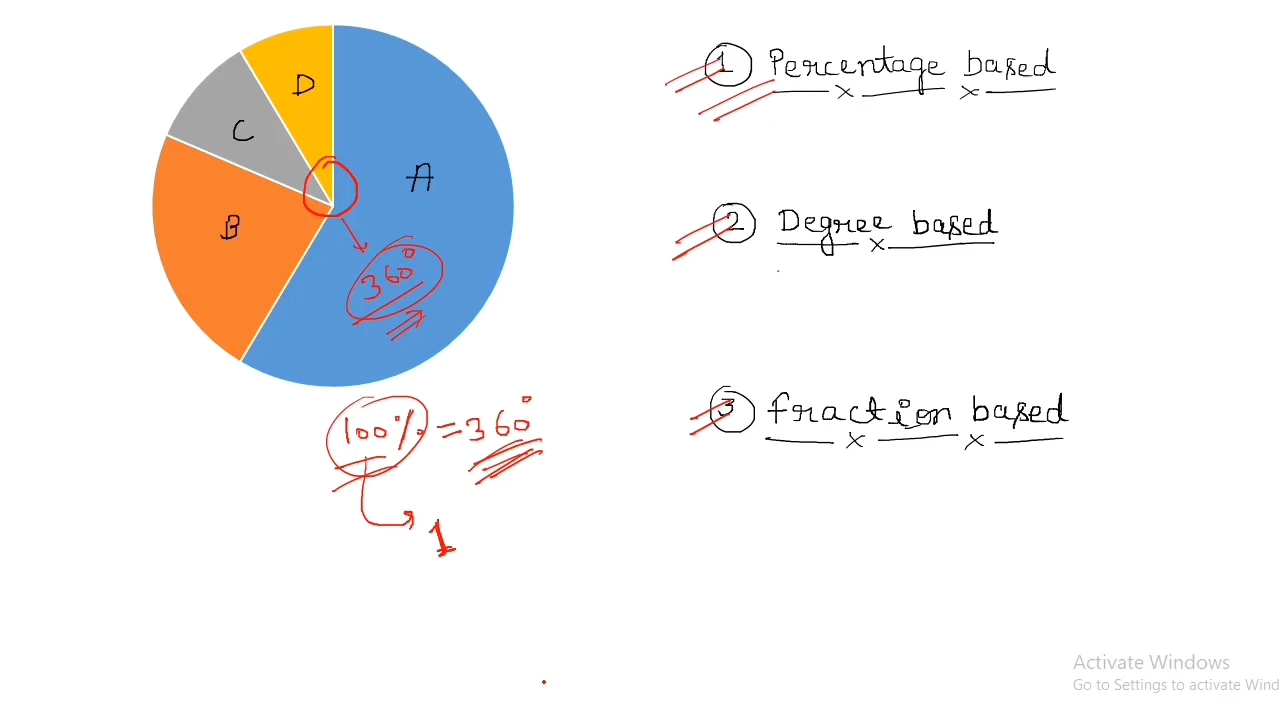 D
C
A
B
360°
100% = 360°
1
① Percentage based
② Degree based
③ fraction based
Activate Windows
Go to Settings to activate Wind